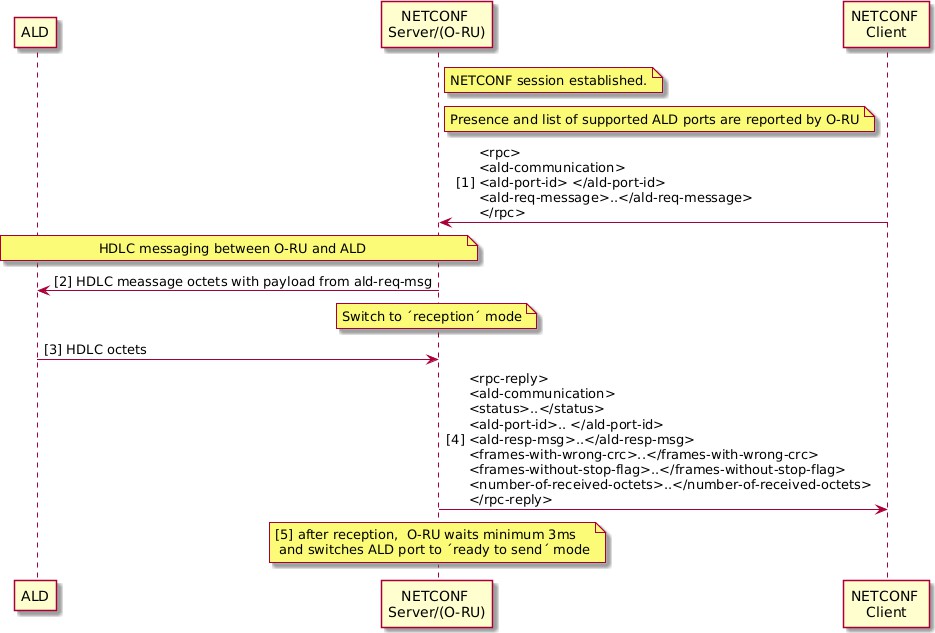 ALD
NETCONF
Server/(O-RU)
NETCONF
Client
NETCONF session established.
Presence and list of supported ALD ports are reported by O-RU
<rpc>
<ald-communication>
[1] <ald-port-id> </ald-port-id>
<ald-req-message>..</ald-req-message>
</rpc>
HDLC messaging between O-RU and ALD
[2] HDLC meassage octets with payload from ald-req-msg
Switch to ´reception´ mode
[3] HDLC octets
<rpc-reply>
<ald-communication>
<status>..</status>
<ald-port-id>.. </ald-port-id>
[4] <ald-resp-msg>..</ald-resp-msg>
<frames-with-wrong-crc>..</frames-with-wrong-crc>
<frames-without-stop-flag>..</frames-without-stop-flag>
<number-of-received-octets>..</number-of-received-octets>
</rpc-reply>
[5] after reception,  O-RU waits minimum 3ms
and switches ALD port to ´ready to send´ mode
ALD
NETCONF
Server/(O-RU)
NETCONF
Client